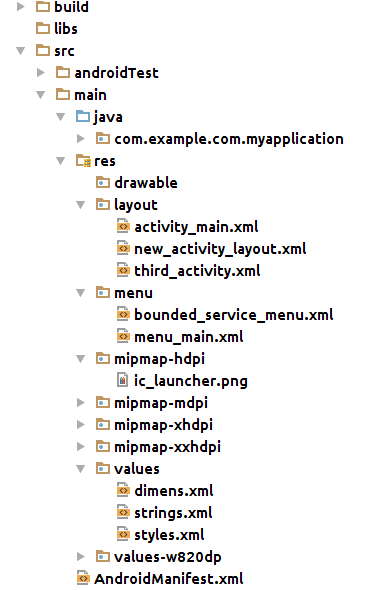 build
libs
src
androidTest
main
java
com.example.com.myapplication
res
drawable
layout
activity_main.xml
new_activity_layout.xml
third_activity.xml
menu
bounded_service_menu.xml
menu_main.xml
mipmap-hdpi
ic_launcher.png
mipmap-mdpi
mipmap-xhdpi
mipmap-xxhdpi
values
dimens.xml
strings.xml
styles.xml
values-w820dp
AndroidManifest.xml